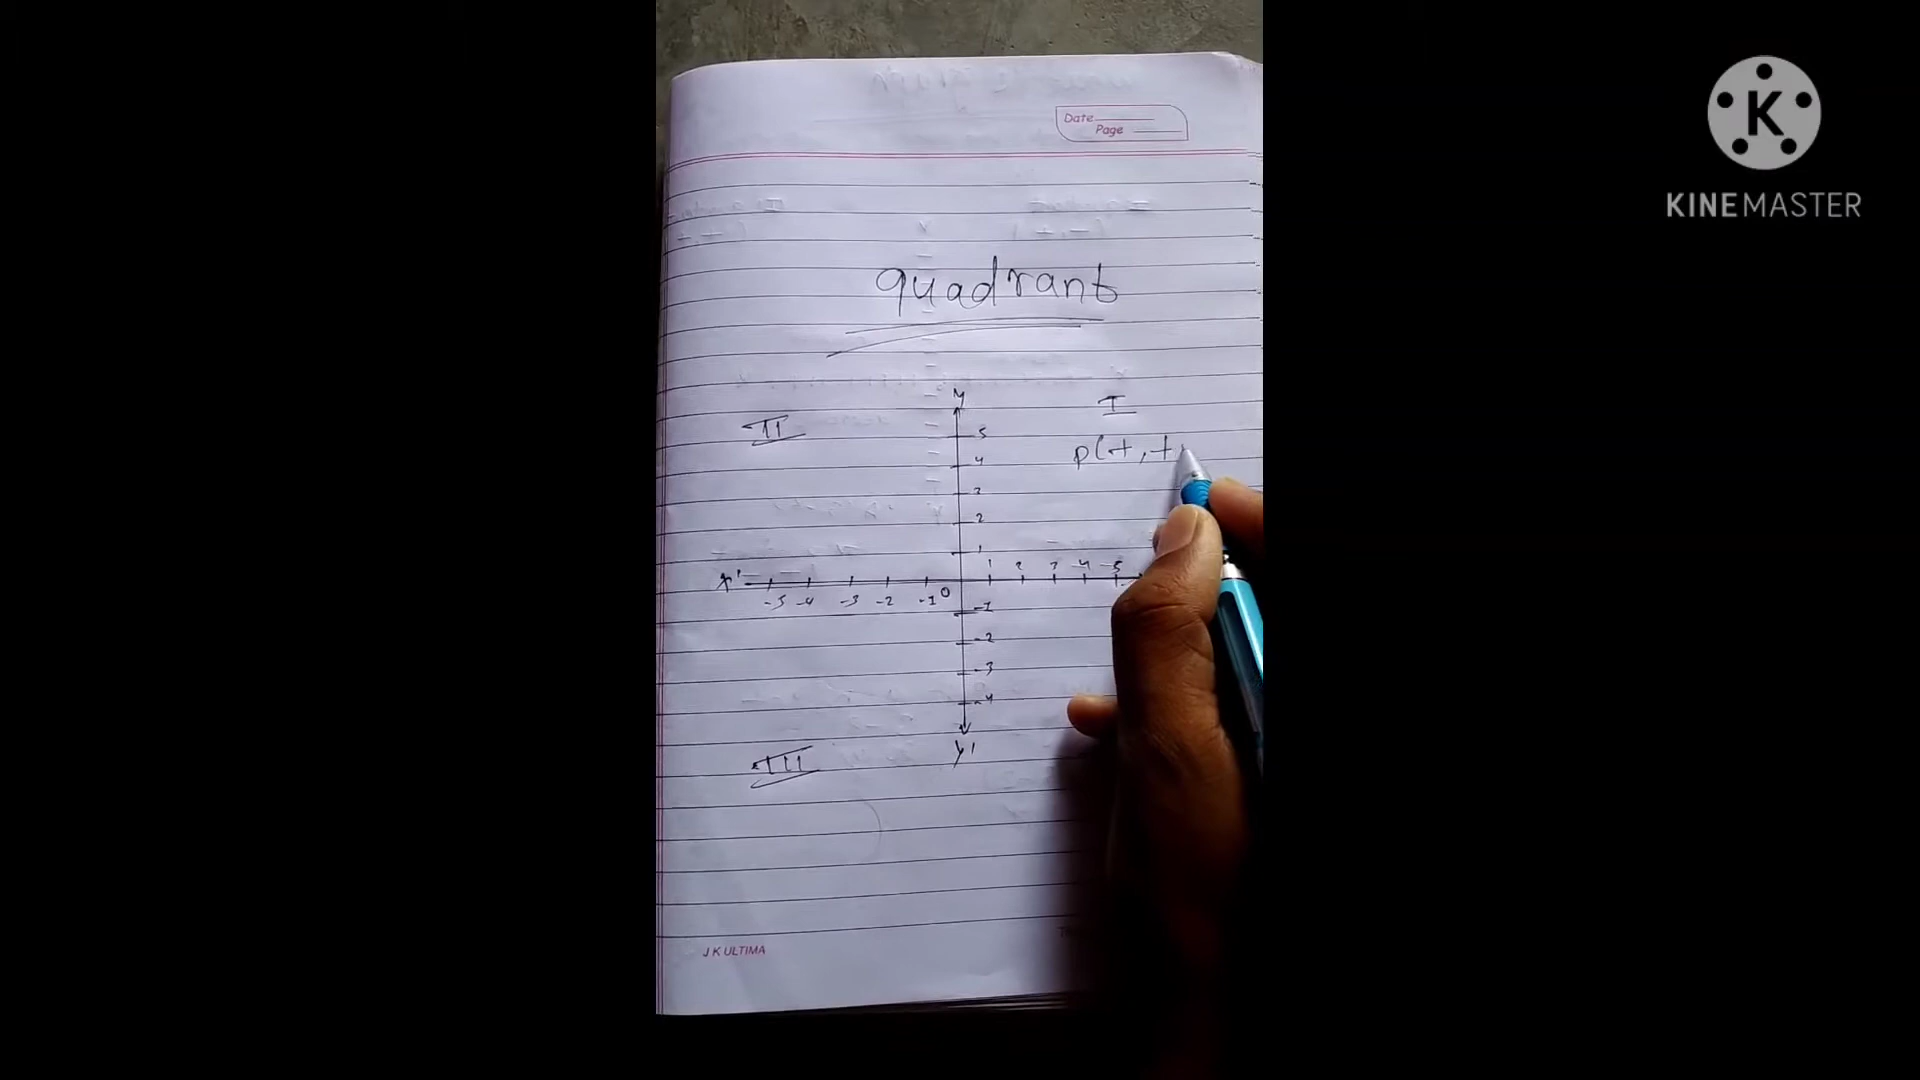 Date
Page
KINEMASTER
quadrant
y
I
II
5
P(+,+)
4
3
2
1
1 2 3 4 5
x'
-5 -4 -3 -2 -1 0
-1
-2
-3
-4
y'
III
J K ULTIMA